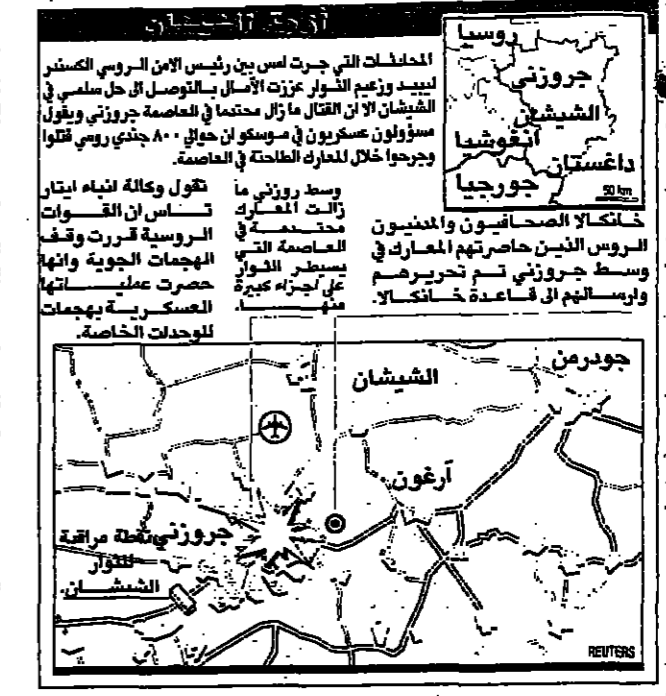 أزمة الشيشان
المحادثات التي جرت امس بين رئيس الامن الروسي الكسندر
ليبيد وزعيم الثوار عززت الآمال بالتوصل الى حل سلمي في
الشيشان الا ان القتال ما زال محتدما في العاصمة جروزني ويقول
مسؤولون عسكريون في موسكو ان حوالي ٨٠٠ جندي روسي قتلوا
وجرحوا خلال المعارك الطاحنة في العاصمة.
روسيا
جروزني
الشيشان
انغوشيا
داغستان
جورجيا
50 km
خانكالا الصحافيون والمدنيون
الروس الذين حاصرتهم المعارك في
وسط جروزني تم تحريرهم
وارسالهم الى قاعدة خانكالا.
وسط روزني ما
زالت المعارك
محتدمة في
العاصمة التي
يسيطر الثوار
على اجزاء كبيرة
منها.
تقول وكالة انباء ايتار
تاس ان القوات
الروسية قررت وقف
الهجمات الجوية وانها
حصرت عملياتها
العسكرية بهجمات
للوحدات الخاصة.
جودرمن
الشيشان
آرغون
جروزني
نقطة مراقبة
للثوار
الشيشان
REUTERS